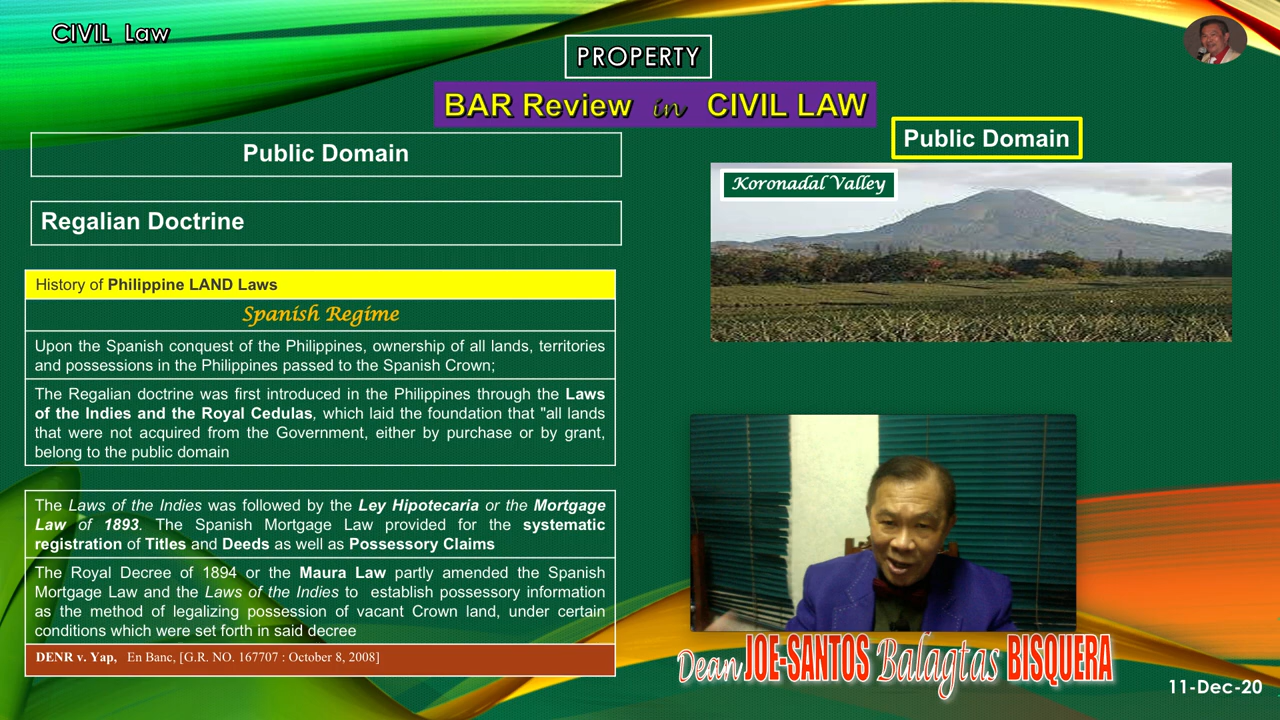 CIVIL Law
PROPERTY
BAR Review in CIVIL LAW
Public Domain
Regalian Doctrine
History of Philippine LAND Laws
Spanish Regime
Upon the Spanish conquest of the Philippines, ownership of all lands, territories
and possessions in the Philippines passed to the Spanish Crown;
The Regalian doctrine was first introduced in the Philippines through the Laws
of the Indies and the Royal Cedulas, which laid the foundation that "all lands
that were not acquired from the Government, either by purchase or by grant,
belong to the public domain
The Laws of the Indies was followed by the Ley Hipotecaria or the Mortgage
Law of 1893. The Spanish Mortgage Law provided for the systematic
registration of Titles and Deeds as well as Possessory Claims
The Royal Decree of 1894 or the Maura Law partly amended the Spanish
Mortgage Law and the Laws of the Indies to establish possessory information
as the method of legalizing possession of vacant Crown land, under certain
conditions which were set forth in said decree
DENR v. Yap, En Banc, [G.R. NO. 167707 : October 8, 2008]
Public Domain
Koronadal Valley
Dean JOE-SANTOS Balagtas BISQUERA
11-Dec-20